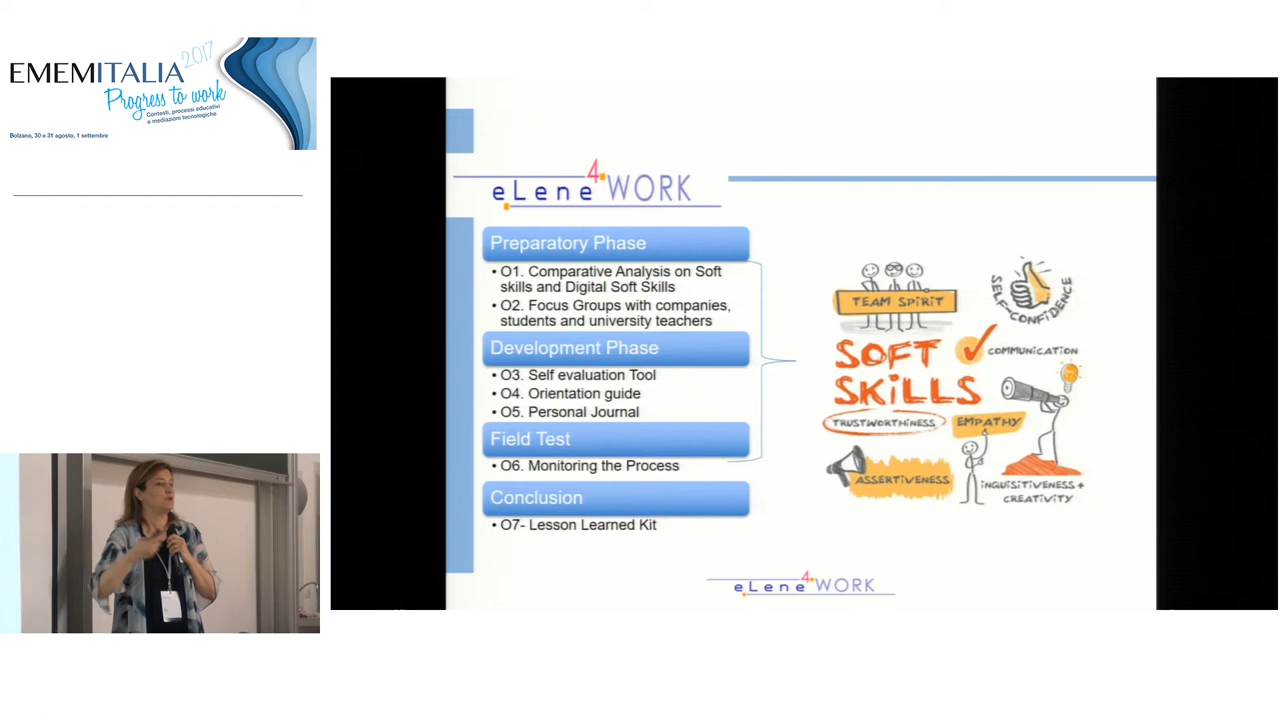 EMEMITALIA 2017
Progress to work
Contesti, processi educativi
e mediazioni tecnologiche
Bolzano, 30 e 31 agosto, 1 settembre
eLene4WORK
Preparatory Phase
• O1. Comparative Analysis on Soft
skills and Digital Soft Skills
• O2. Focus Groups with companies,
students and university teachers
Development Phase
• O3. Self evaluation Tool
• O4. Orientation guide
• O5. Personal Journal
Field Test
• O6. Monitoring the Process
Conclusion
• O7- Lesson Learned Kit
TEAM SPIRIT
SELF-CONFIDENCE
SOFT
SKILLS
COMMUNICATION
TRUSTWORTHINESS
EMPATHY
ASSERTIVENESS
INQUISITIVENESS +
CREATIVITY
eLene4WORK